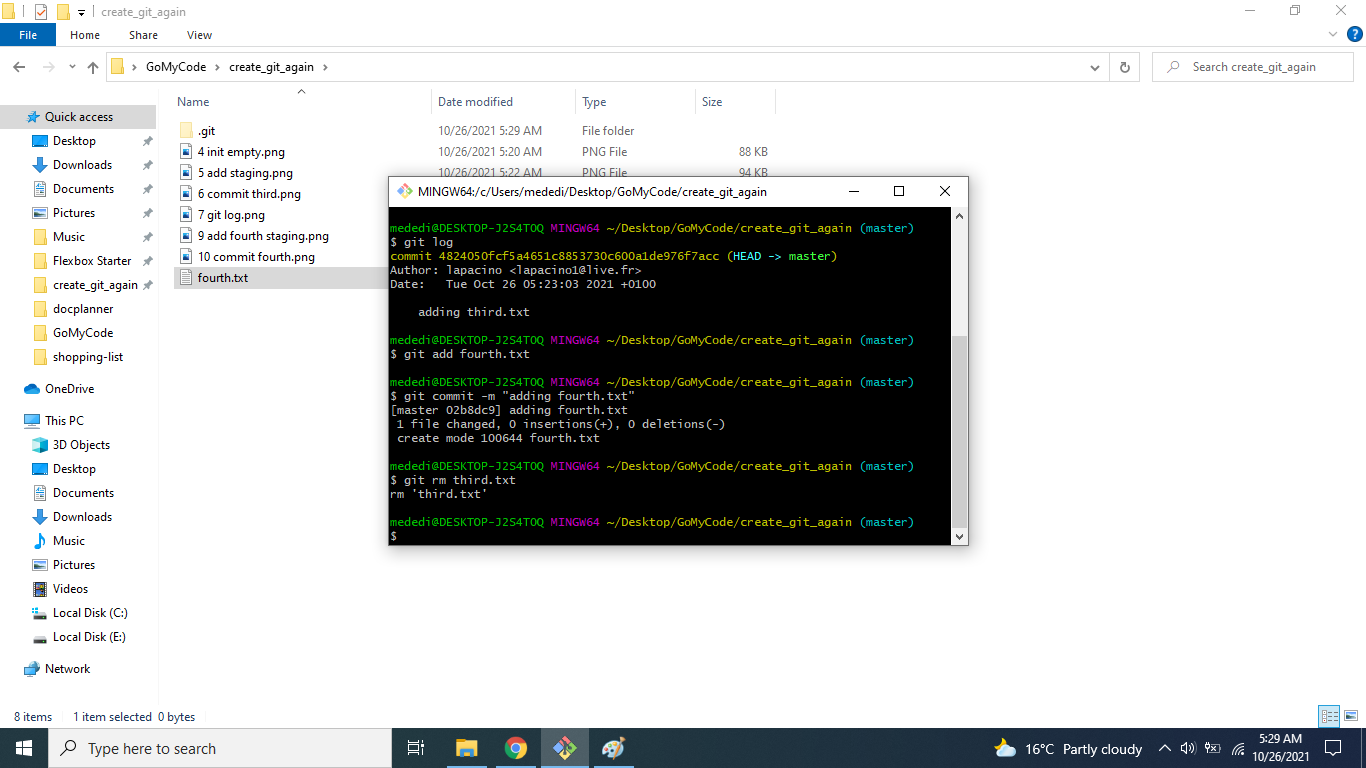 create_git_again
File Home Share View
GoMyCode create_git_again Search create_git_again
Name Date modified Type Size
Quick access
Desktop
Downloads
Documents
Pictures
Music
Flexbox Starter
create_git_again
docplanner
GoMyCode
shopping-list
OneDrive
This PC
3D Objects
Desktop
Documents
Downloads
Music
Pictures
Videos
Local Disk (C:)
Local Disk (E:)
Network
.git 10/26/2021 5:29 AM File folder
4 init empty.png 10/26/2021 5:20 AM PNG File 88 KB
5 add staging.png 10/26/2021 5:22 AM PNG File 94 KB
6 commit third.png
7 git log.png
9 add fourth staging.png
10 commit fourth.png
fourth.txt
MINGW64:/c/Users/mededi/Desktop/GoMyCode/create_git_again
mededi@DESKTOP-J2S4TOQ MINGW64 ~/Desktop/GoMyCode/create_git_again (master)
$ git log
commit 4824050fcf5a4651c8853730c600a1de976f7acc (HEAD -> master)
Author: lapacino <lapacino1@live.fr>
Date:   Tue Oct 26 05:23:03 2021 +0100
adding third.txt
mededi@DESKTOP-J2S4TOQ MINGW64 ~/Desktop/GoMyCode/create_git_again (master)
$ git add fourth.txt
mededi@DESKTOP-J2S4TOQ MINGW64 ~/Desktop/GoMyCode/create_git_again (master)
$ git commit -m "adding fourth.txt"
[master 02b8dc9] adding fourth.txt
1 file changed, 0 insertions(+), 0 deletions(-)
create mode 100644 fourth.txt
mededi@DESKTOP-J2S4TOQ MINGW64 ~/Desktop/GoMyCode/create_git_again (master)
$ git rm third.txt
rm 'third.txt'
mededi@DESKTOP-J2S4TOQ MINGW64 ~/Desktop/GoMyCode/create_git_again (master)
$
8 items 1 item selected 0 bytes
Type here to search
16°C Partly cloudy
5:29 AM
10/26/2021